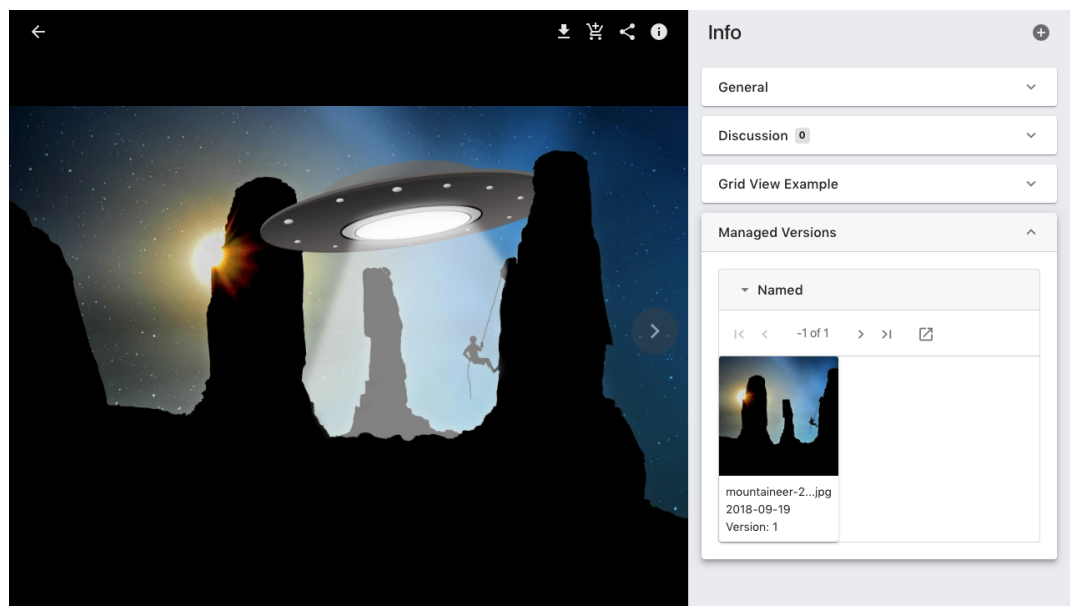 Info
General
Discussion 0
Grid View Example
Managed Versions
Named
-1 of 1
mountaineer-2...jpg
2018-09-19
Version: 1